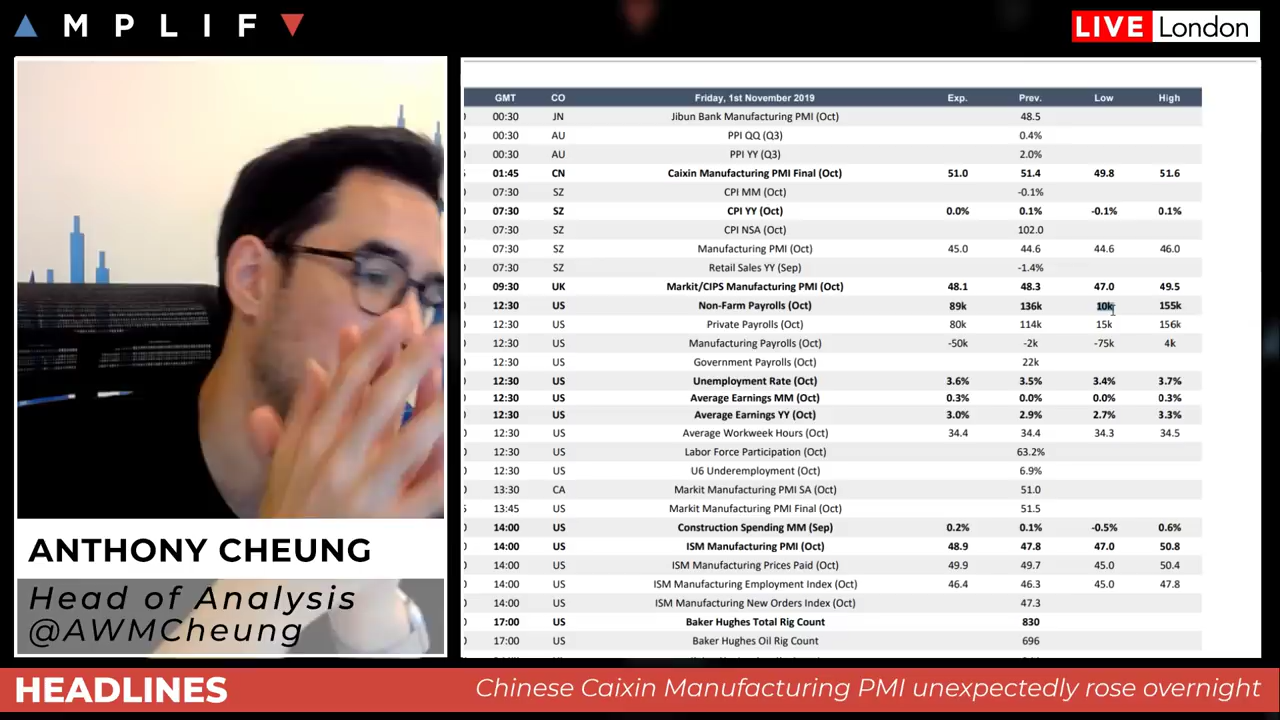 MPLIF
LIVE London
GMT CO Friday, 1st November 2019 Exp. Prev. Low High
00:30 JN Jibun Bank Manufacturing PMI (Oct) 48.5
00:30 AU PPI QQ (Q3) 0.4%
00:30 AU PPI YY (Q3) 2.0%
01:45 CN Caixin Manufacturing PMI Final (Oct) 51.0 51.4 49.8 51.6
07:30 SZ CPI MM (Oct) -0.1%
07:30 SZ CPI YY (Oct) 0.0% 0.1% -0.1% 0.1%
07:30 SZ CPI NSA (Oct) 102.0
07:30 SZ Manufacturing PMI (Oct) 45.0 44.6 44.6 46.0
07:30 SZ Retail Sales YY (Sep) -1.4%
09:30 UK Markit/CIPS Manufacturing PMI (Oct) 48.1 48.3 47.0 49.5
12:30 US Non-Farm Payrolls (Oct) 89k 136k 10k 155k
12:30 US Private Payrolls (Oct) 80k 114k 15k 156k
12:30 US Manufacturing Payrolls (Oct) -50k -2k -75k 4k
12:30 US Government Payrolls (Oct) 22k
12:30 US Unemployment Rate (Oct) 3.6% 3.5% 3.4% 3.7%
12:30 US Average Earnings MM (Oct) 0.3% 0.0% 0.0% 0.3%
12:30 US Average Earnings YY (Oct) 3.0% 2.9% 2.7% 3.3%
12:30 US Average Workweek Hours (Oct) 34.4 34.4 34.3 34.5
12:30 US Labor Force Participation (Oct) 63.2%
12:30 US U6 Underemployment (Oct) 6.9%
13:30 CA Markit Manufacturing PMI SA (Oct) 51.0
13:45 US Markit Manufacturing PMI Final (Oct) 51.5
14:00 US Construction Spending MM (Sep) 0.2% 0.1% -0.5% 0.6%
14:00 US ISM Manufacturing PMI (Oct) 48.9 47.8 47.0 50.8
14:00 US ISM Manufacturing Prices Paid (Oct) 49.9 49.7 45.0 50.4
14:00 US ISM Manufacturing Employment Index (Oct) 46.4 46.3 45.0 47.8
14:00 US ISM Manufacturing New Orders Index (Oct) 47.3
17:00 US Baker Hughes Total Rig Count 830
17:00 US Baker Hughes Oil Rig Count 696
ANTHONY CHEUNG
Head of Analysis
@AWMCheung
HEADLINES Chinese Caixin Manufacturing PMI unexpectedly rose overnight